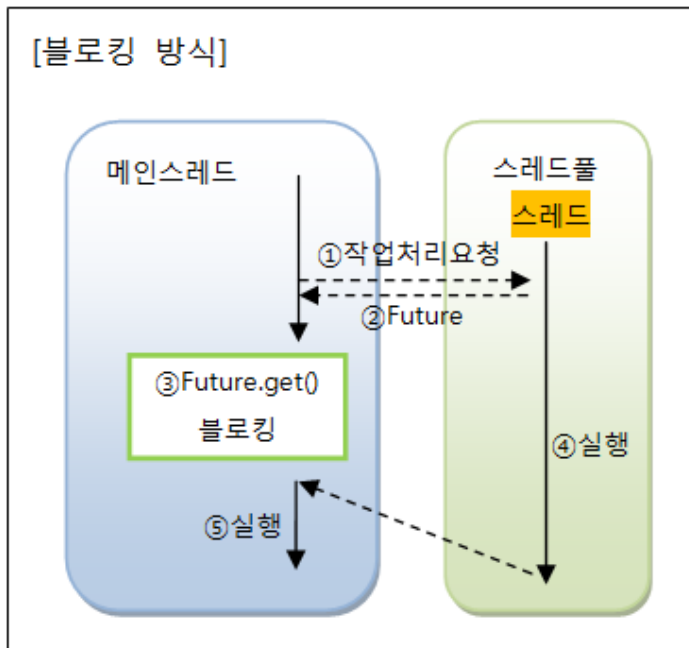 [블로킹 방식]
메인스레드
스레드풀
스레드
①작업처리요청
②Future
③Future.get()
블로킹
④실행
⑤실행